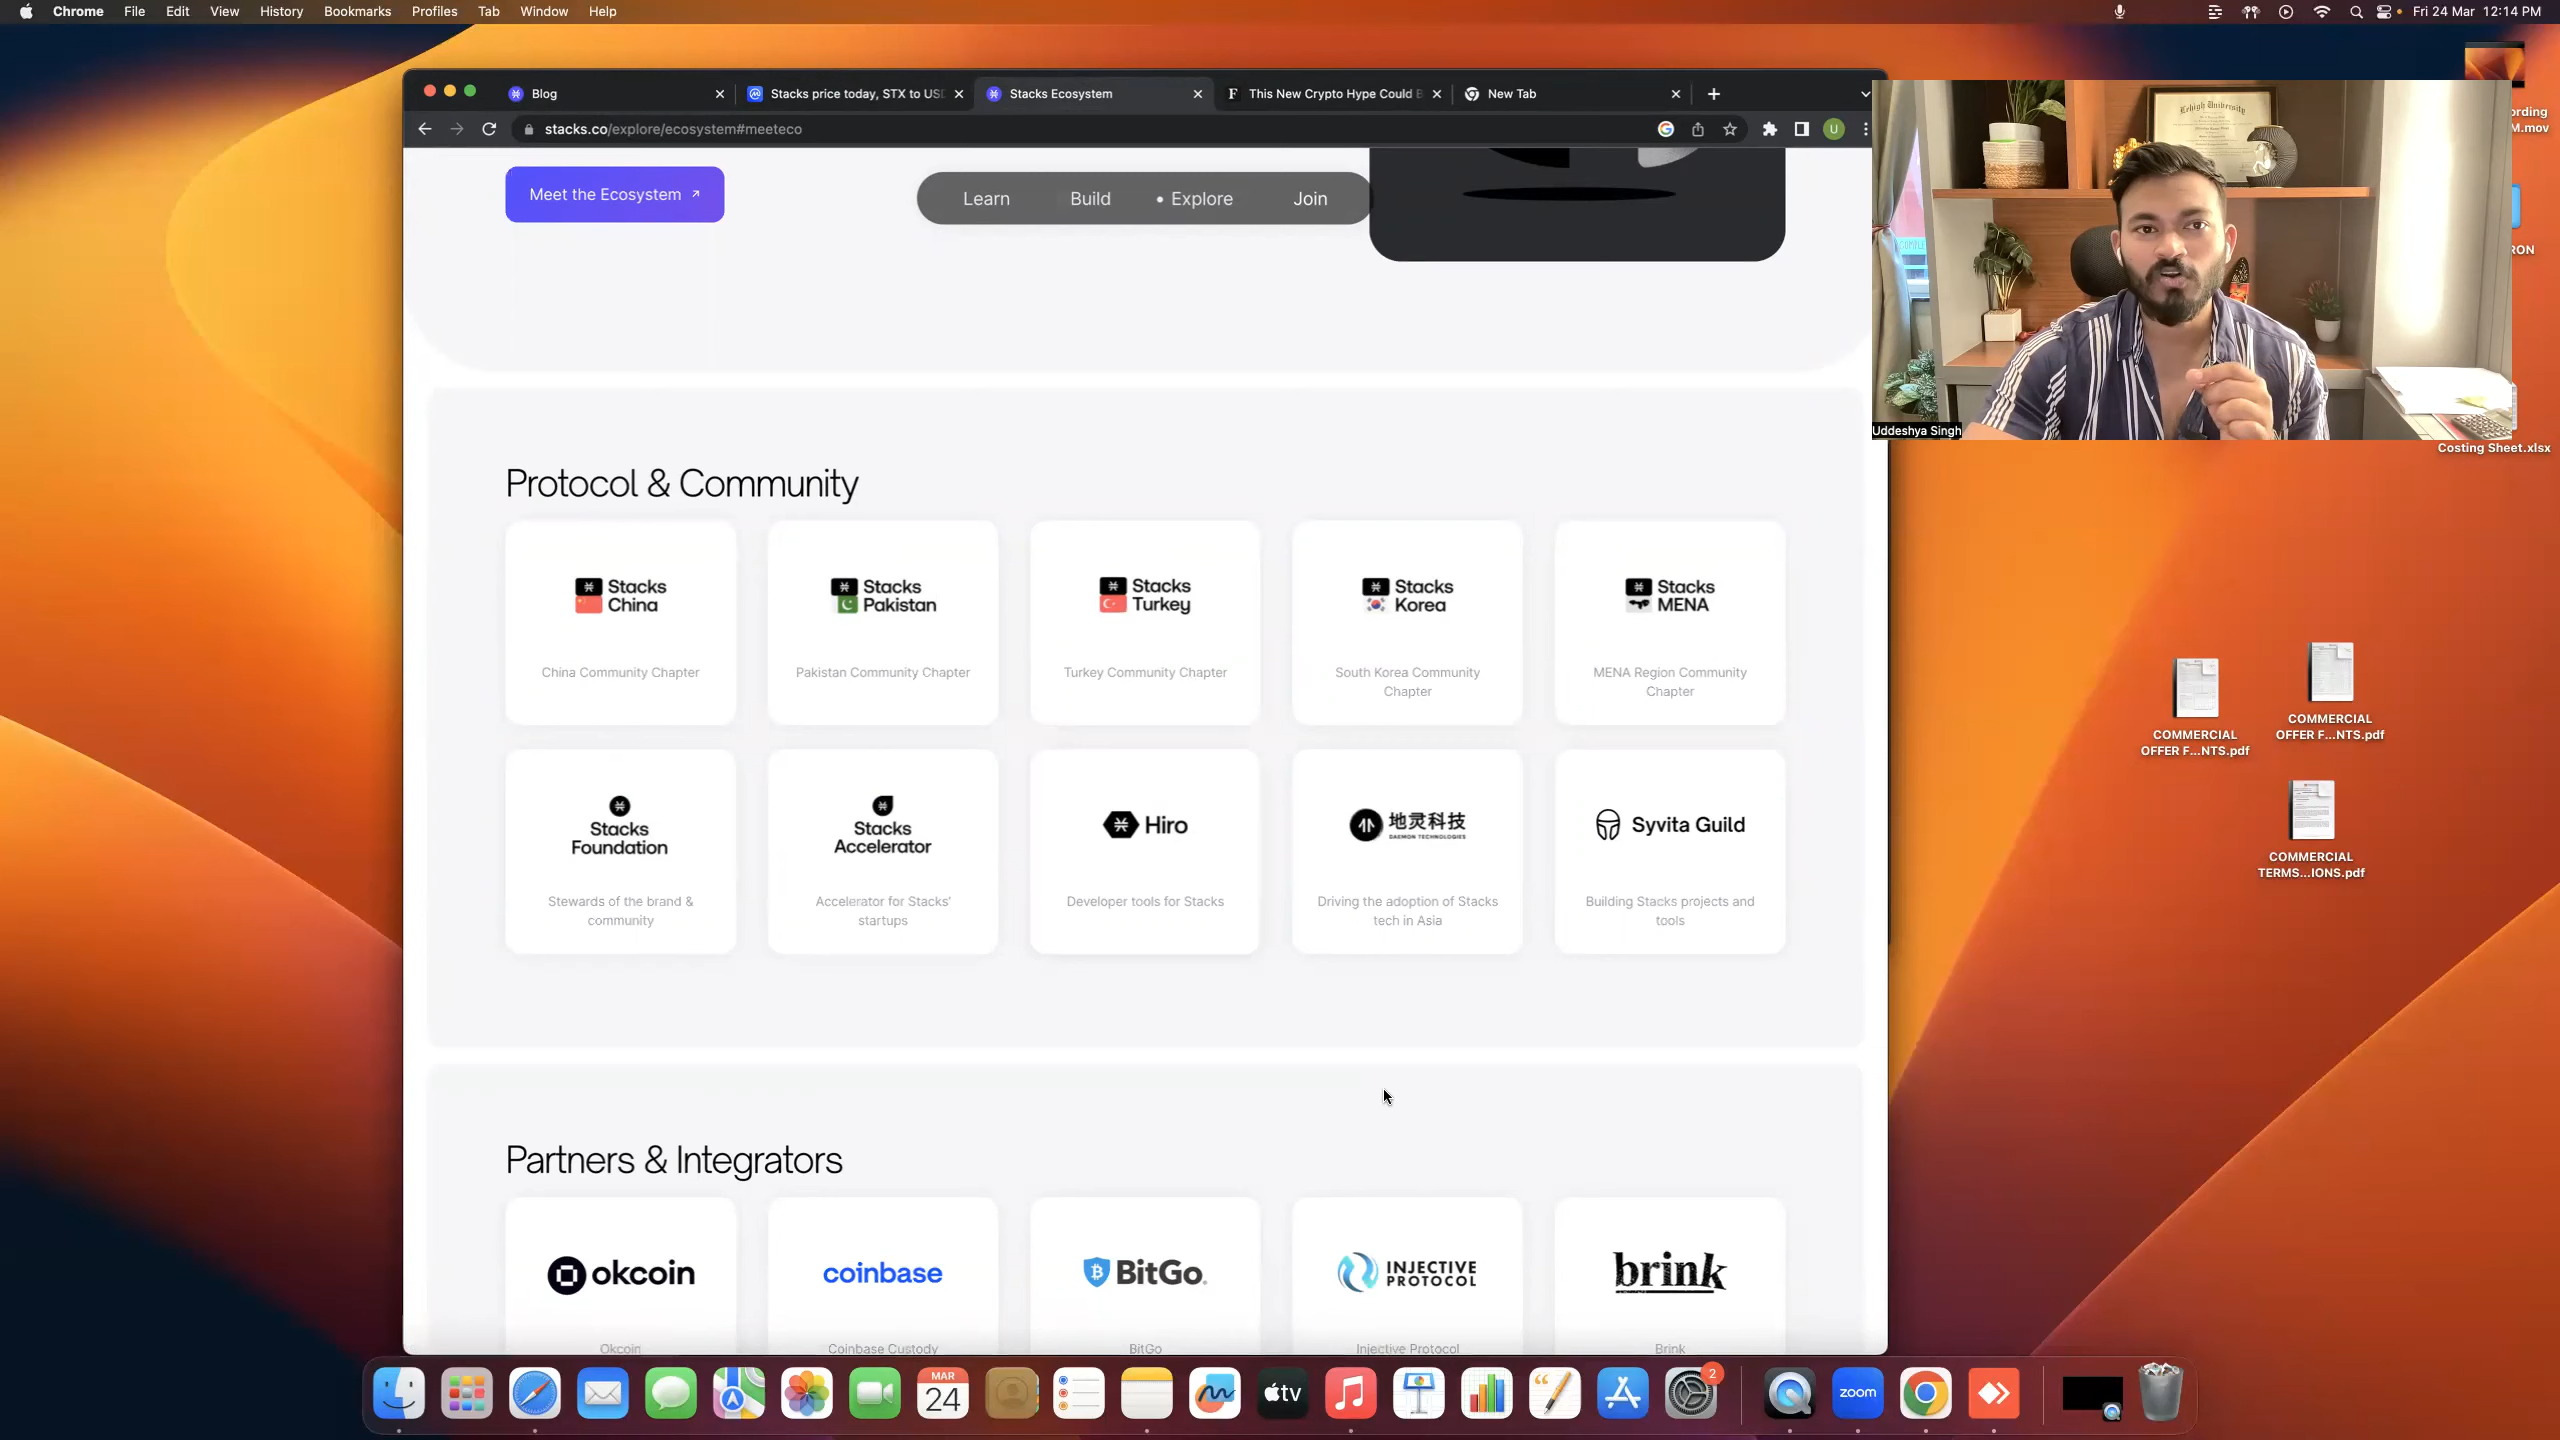 Chrome File Edit View History Bookmarks Profiles Tab Window Help
Fri 24 Mar 12:14 PM
Blog
Stacks price today, STX to USD
Stacks Ecosystem
This New Crypto Hype Could B
New Tab
stacks.co/explore/ecosystem#meeteco
U
Meet the Ecosystem
Learn Build • Explore Join
Lehigh University
Uddeshya Singh
M.mov
Costing Sheet.xlsx
Protocol & Community
Stacks China
China Community Chapter
Stacks Pakistan
Pakistan Community Chapter
Stacks Turkey
Turkey Community Chapter
Stacks Korea
South Korea Community
Chapter
Stacks MENA
MENA Region Community
Chapter
Stacks
Foundation
Stewards of the brand &
community
Stacks
Accelerator
Accelerator for Stacks'
startups
Hiro
Developer tools for Stacks
地灵科技
DAEMON TECHNOLOGIES
Driving the adoption of Stacks
tech in Asia
Syvita Guild
Building Stacks projects and
tools
COMMERCIAL
OFFER F...NTS.pdf
COMMERCIAL
OFFER F...NTS.pdf
COMMERCIAL
TERMS...IONS.pdf
Partners & Integrators
okcoin
Okcoin
coinbase
Coinbase Custody
BitGo
BitGo
INJECTIVE
PROTOCOL
Injective Protocol
brink
Brink
MAR
24
tv
2
zoom